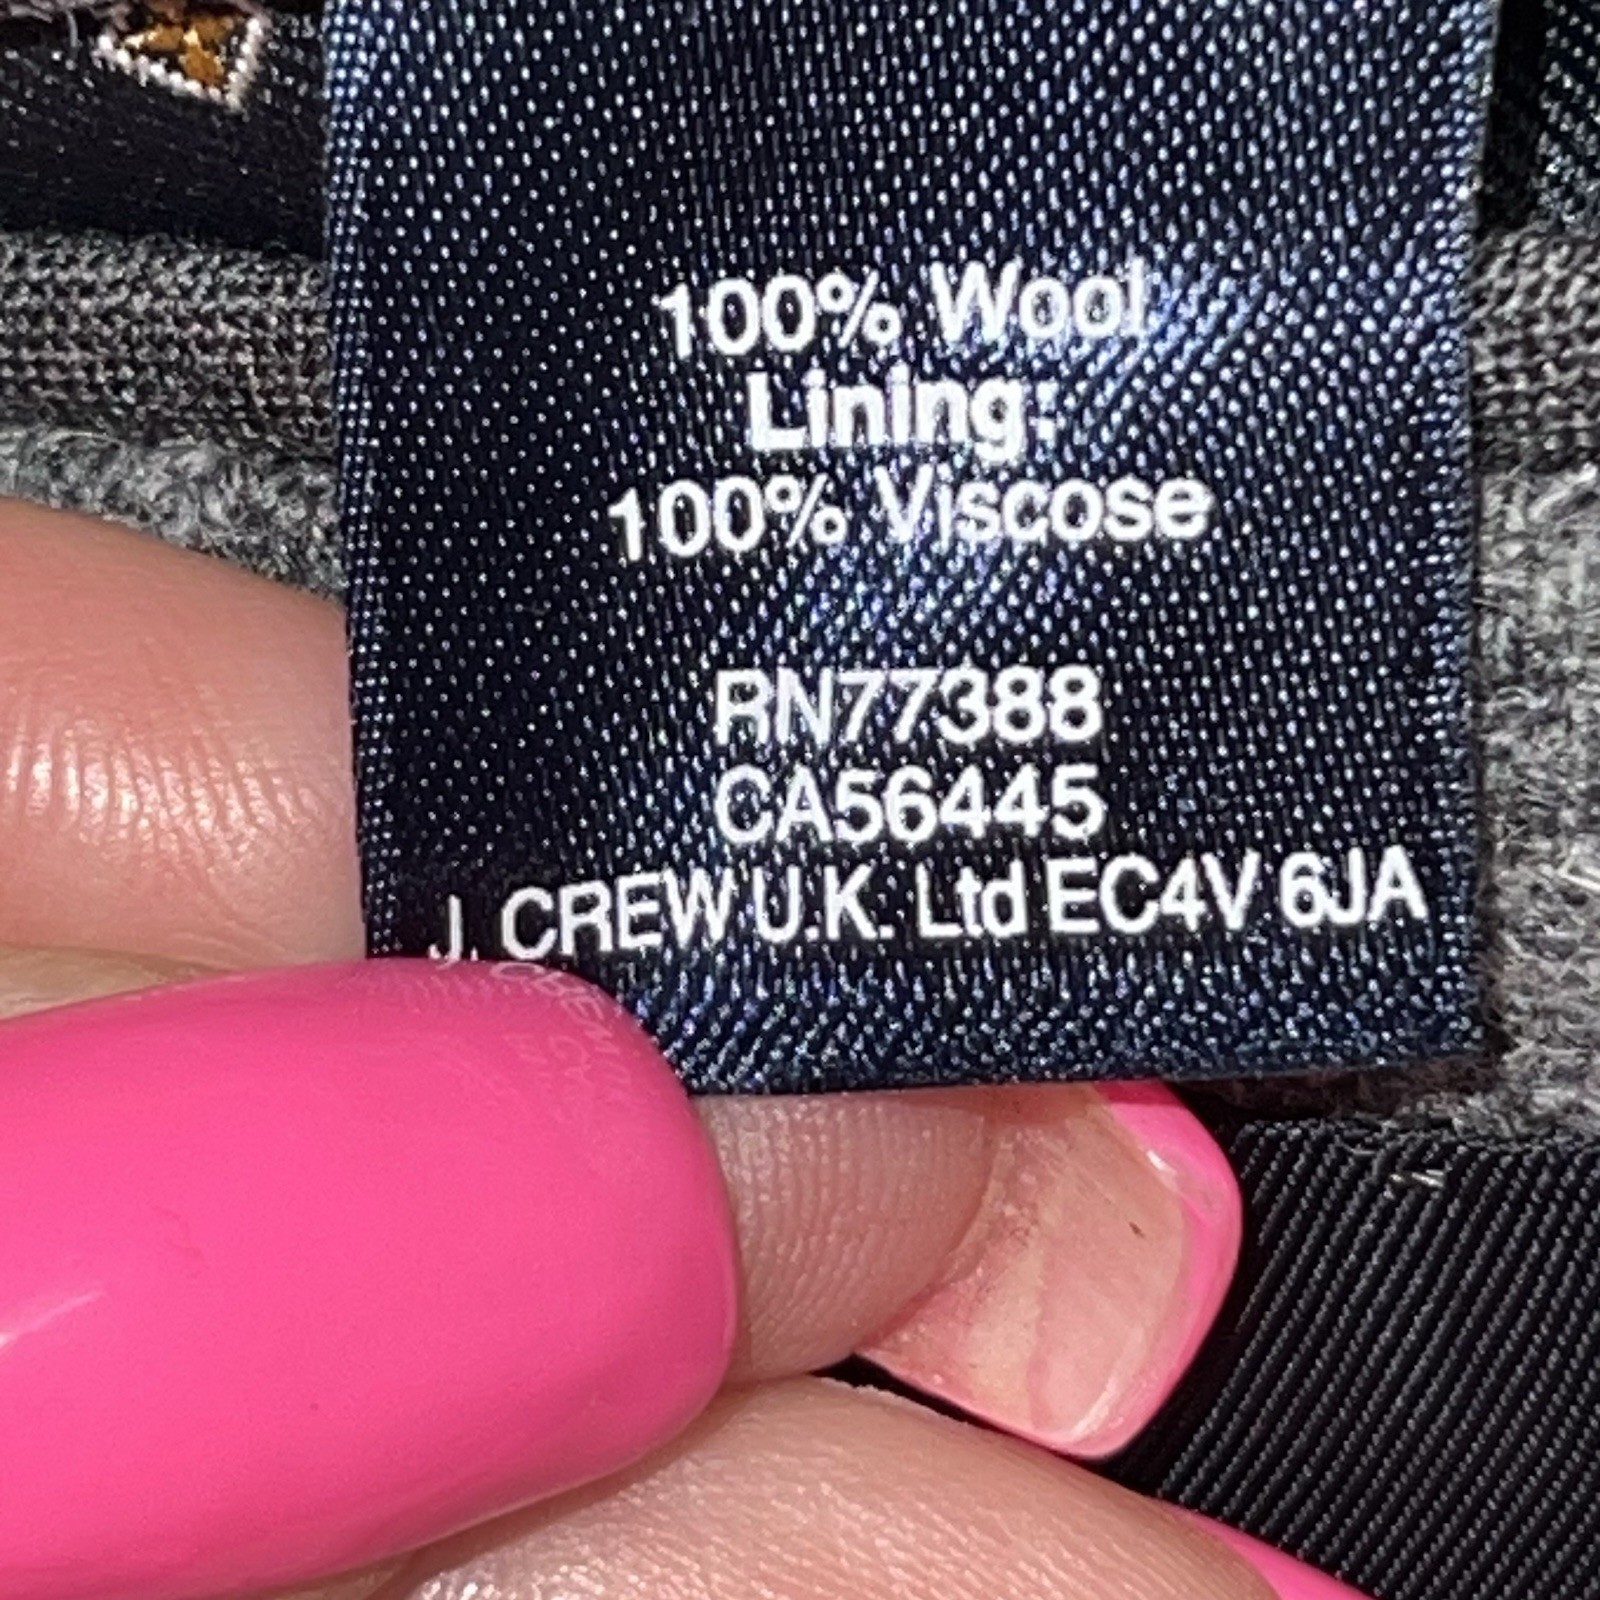 100% Wool
Lining:
100% Viscose
RN77388
CA56445
J. CREW U.K. Ltd EC4V 6JA